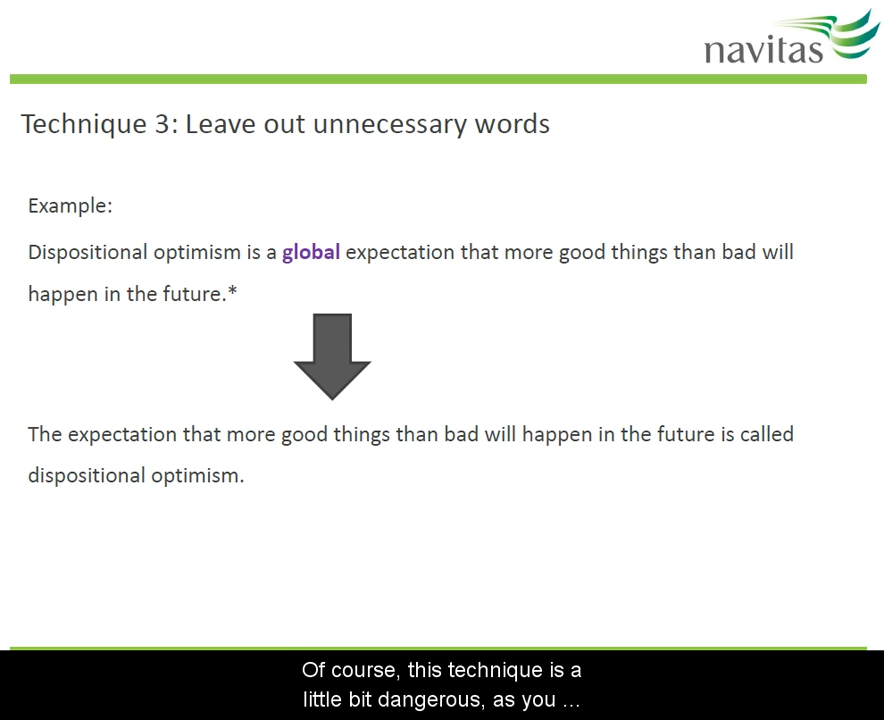 navitas
Technique 3: Leave out unnecessary words
Example:
Dispositional optimism is a global expectation that more good things than bad will
happen in the future.*
The expectation that more good things than bad will happen in the future is called
dispositional optimism.
Of course, this technique is a
little bit dangerous, as you ...